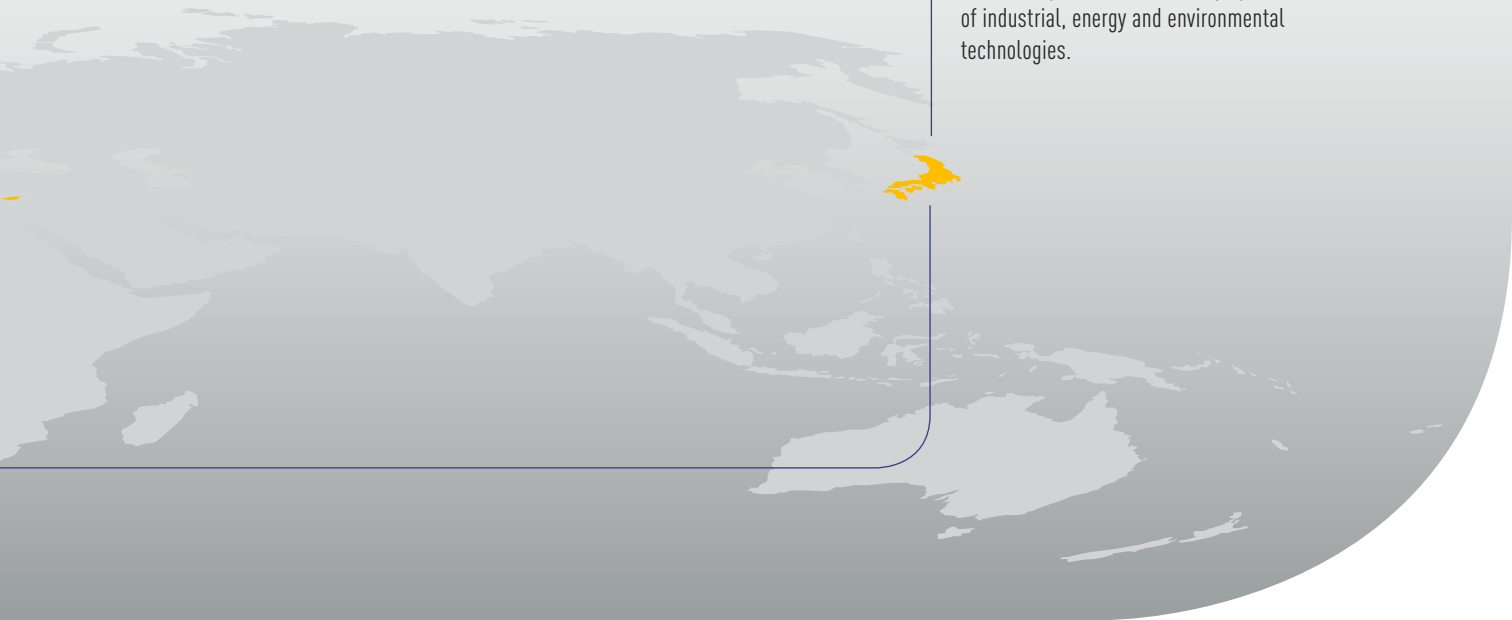 of industrial, energy and environmental
technologies.